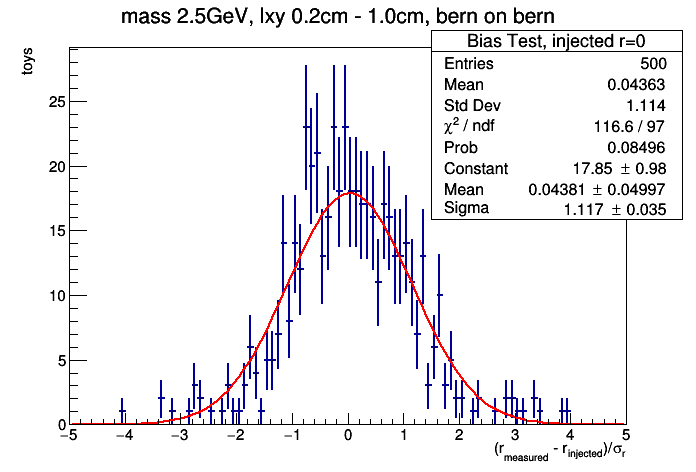 mass 2.5GeV, lxy 0.2cm - 1.0cm, bern on bern
Bias Test, injected r=0
Entries 500
Mean 0.04363
Std Dev 1.114
χ² / ndf 116.6 / 97
Prob 0.08496
Constant 17.85 ± 0.98
Mean 0.04381 ± 0.04997
Sigma 1.117 ± 0.035
toys
25
20
15
10
5
0
−5 −4 −3 −2 −1 0 1 2 3 4 5
(r_measured - r_injected)/σ_r